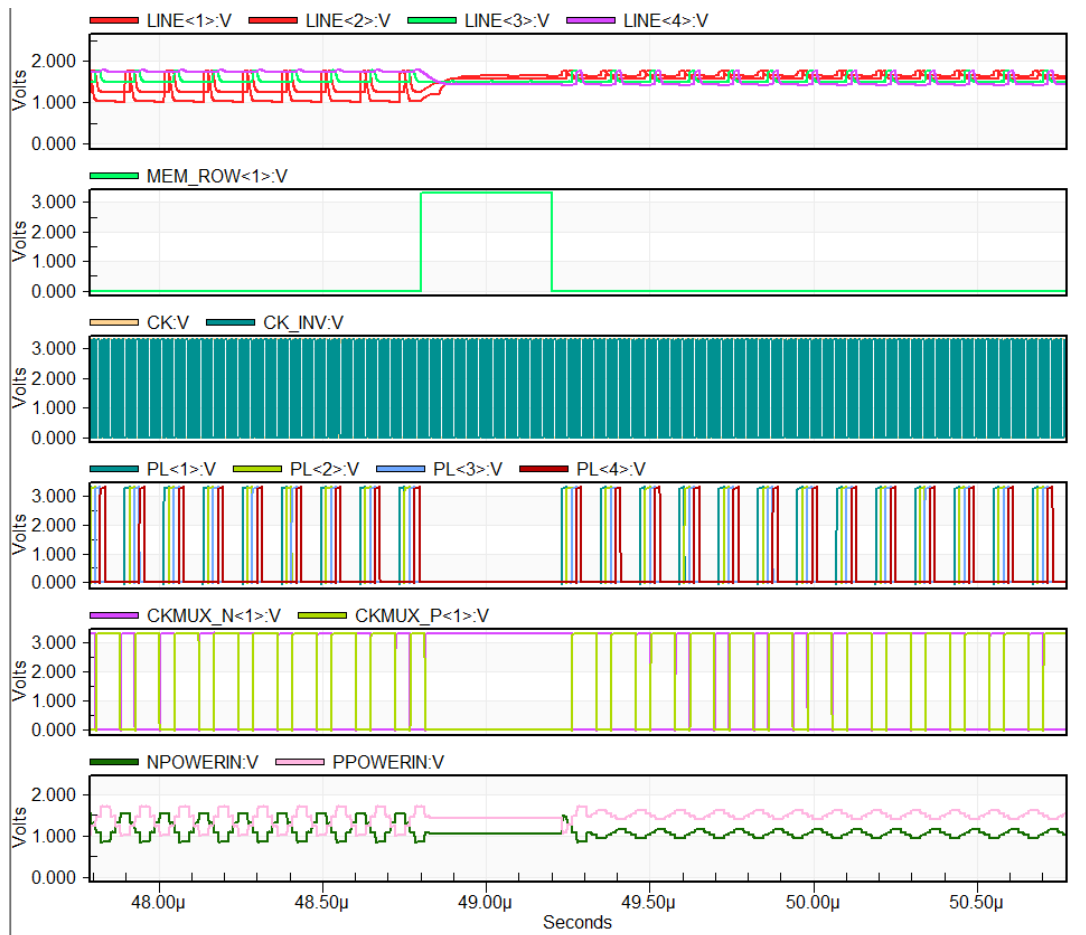 LINE<1>:V LINE<2>:V LINE<3>:V LINE<4>:V
Volts
2.000
1.000
0.000
MEM_ROW<1>:V
Volts
3.000
2.000
1.000
0.000
CK:V CK_INV:V
Volts
3.000
2.000
1.000
0.000
PL<1>:V PL<2>:V PL<3>:V PL<4>:V
Volts
3.000
2.000
1.000
0.000
CKMUX_N<1>:V CKMUX_P<1>:V
Volts
3.000
2.000
1.000
0.000
NPOWERIN:V PPOWERIN:V
Volts
2.000
1.000
0.000
48.00µ 48.50µ 49.00µ 49.50µ 50.00µ 50.50µ
Seconds